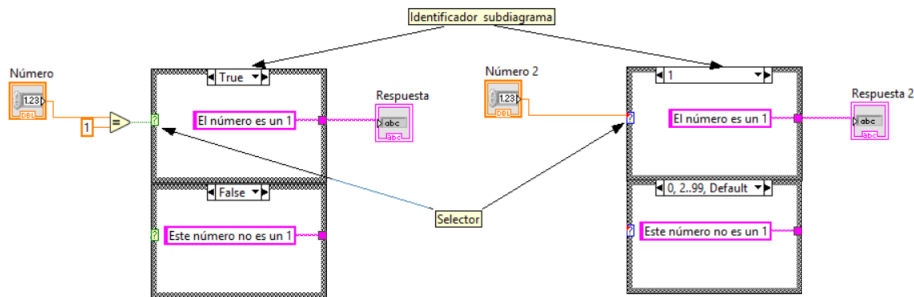 Identificador subdiagrama
Número
1.23
DBL
1
=
?
True
El número es un 1
Respuesta
abc
abc
False
?
Este número no es un 1
Selector
Número 2
1.23
DBL
?
1
El número es un 1
Respuesta 2
abc
abc
0, 2..99, Default
?
Este número no es un 1